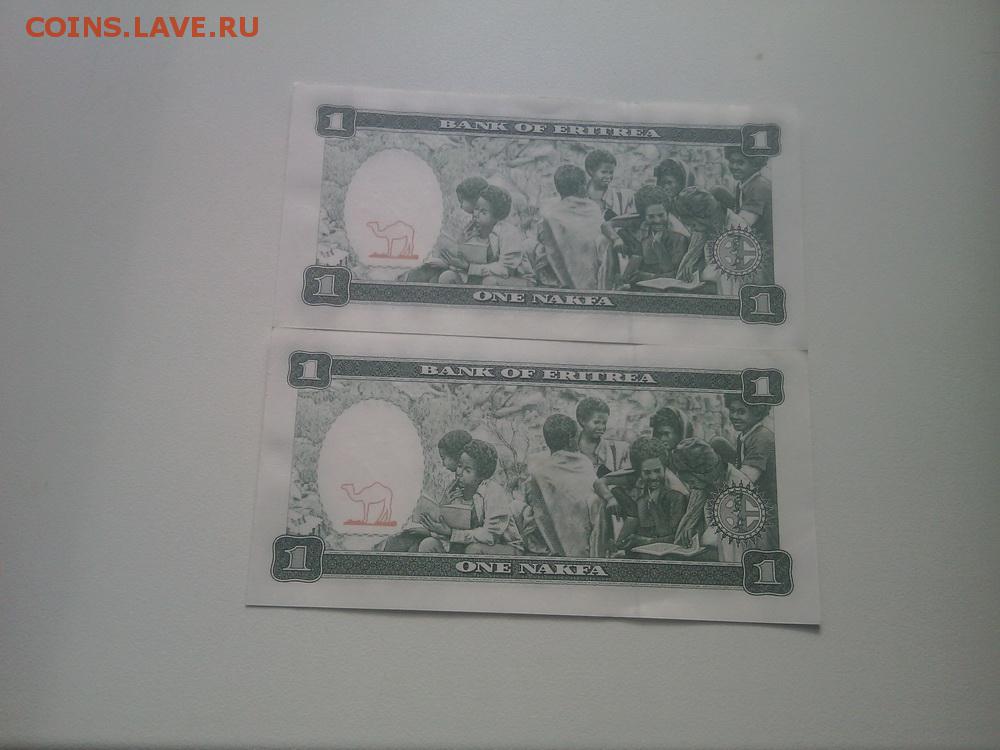 COINS.LAVE.RU
1 BANK OF ERITREA 1
1 ONE NAKFA 1
1 BANK OF ERITREA 1
1 ONE NAKFA 1